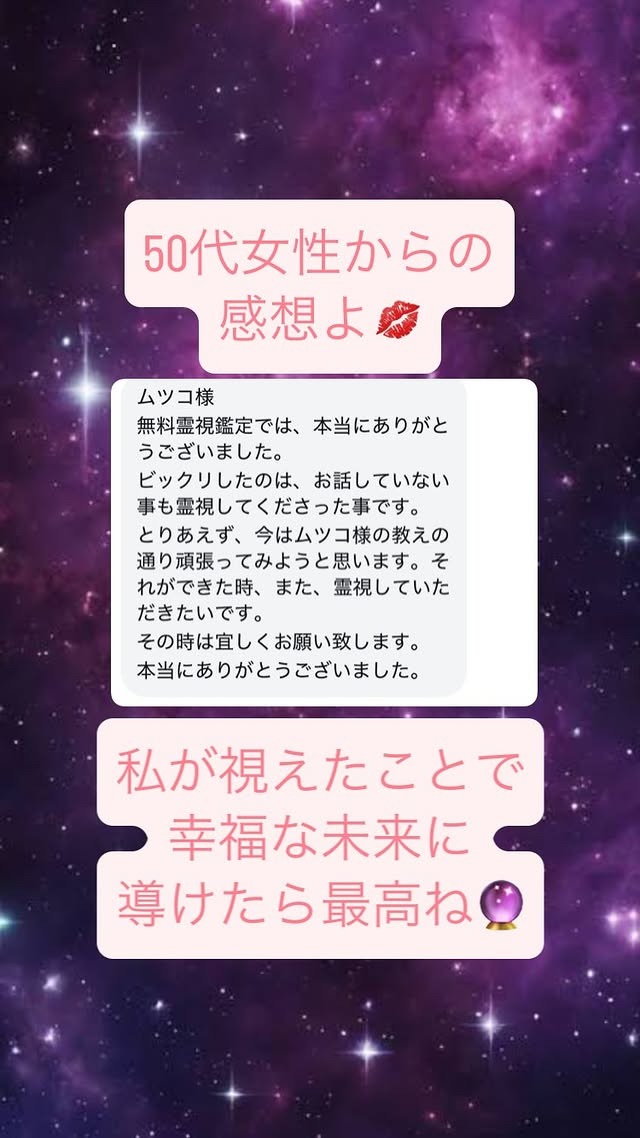 50代女性からの
感想よ💋
ムツコ様
無料霊視鑑定では、本当にありがと
うございました。
ビックリしたのは、お話していない
事も霊視してくださった事です。
とりあえず、今はムツコ様の教えの
通り頑張ってみようと思います。そ
れができた時、また、霊視していた
だきたいです。
その時は宜しくお願い致します。
本当にありがとうございました。
私が視えたことで
幸福な未来に
導けたら最高ね🔮